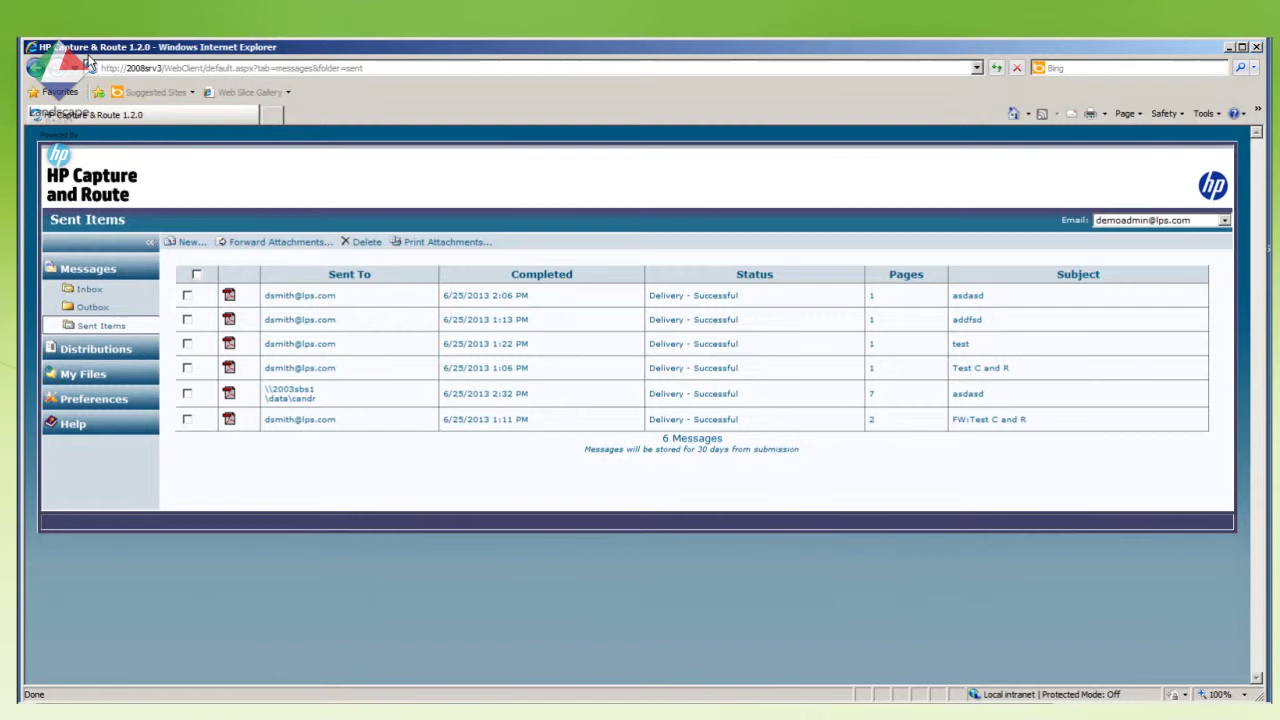 HP Capture & Route 1.2.0 - Windows Internet Explorer
http://2008srv3/WebClient/default.aspx?tab=messages&folder=sent
Bing
Favorites
Suggested Sites
Web Slice Gallery
Landscape
HP Capture & Route 1.2.0
Page
Safety
Tools
Powered By
hp
HP Capture
and Route
hp
Sent Items
Email: demoadmin@lps.com
New... Forward Attachments... Delete Print Attachments...
Messages
Inbox
Outbox
Sent Items
Distributions
My Files
Preferences
Help
Sent To Completed Status Pages Subject
dsmith@lps.com 6/25/2013 2:06 PM Delivery - Successful 1 asdasd
dsmith@lps.com 6/25/2013 1:13 PM Delivery - Successful 1 addfsd
dsmith@lps.com 6/25/2013 1:22 PM Delivery - Successful 1 test
dsmith@lps.com 6/25/2013 1:06 PM Delivery - Successful 1 Test C and R
\\2003sbs1
\data\candr 6/25/2013 2:32 PM Delivery - Successful 7 asdasd
dsmith@lps.com 6/25/2013 1:11 PM Delivery - Successful 2 FW:Test C and R
6 Messages
Messages will be stored for 30 days from submission
Done
Local intranet | Protected Mode: Off
100%